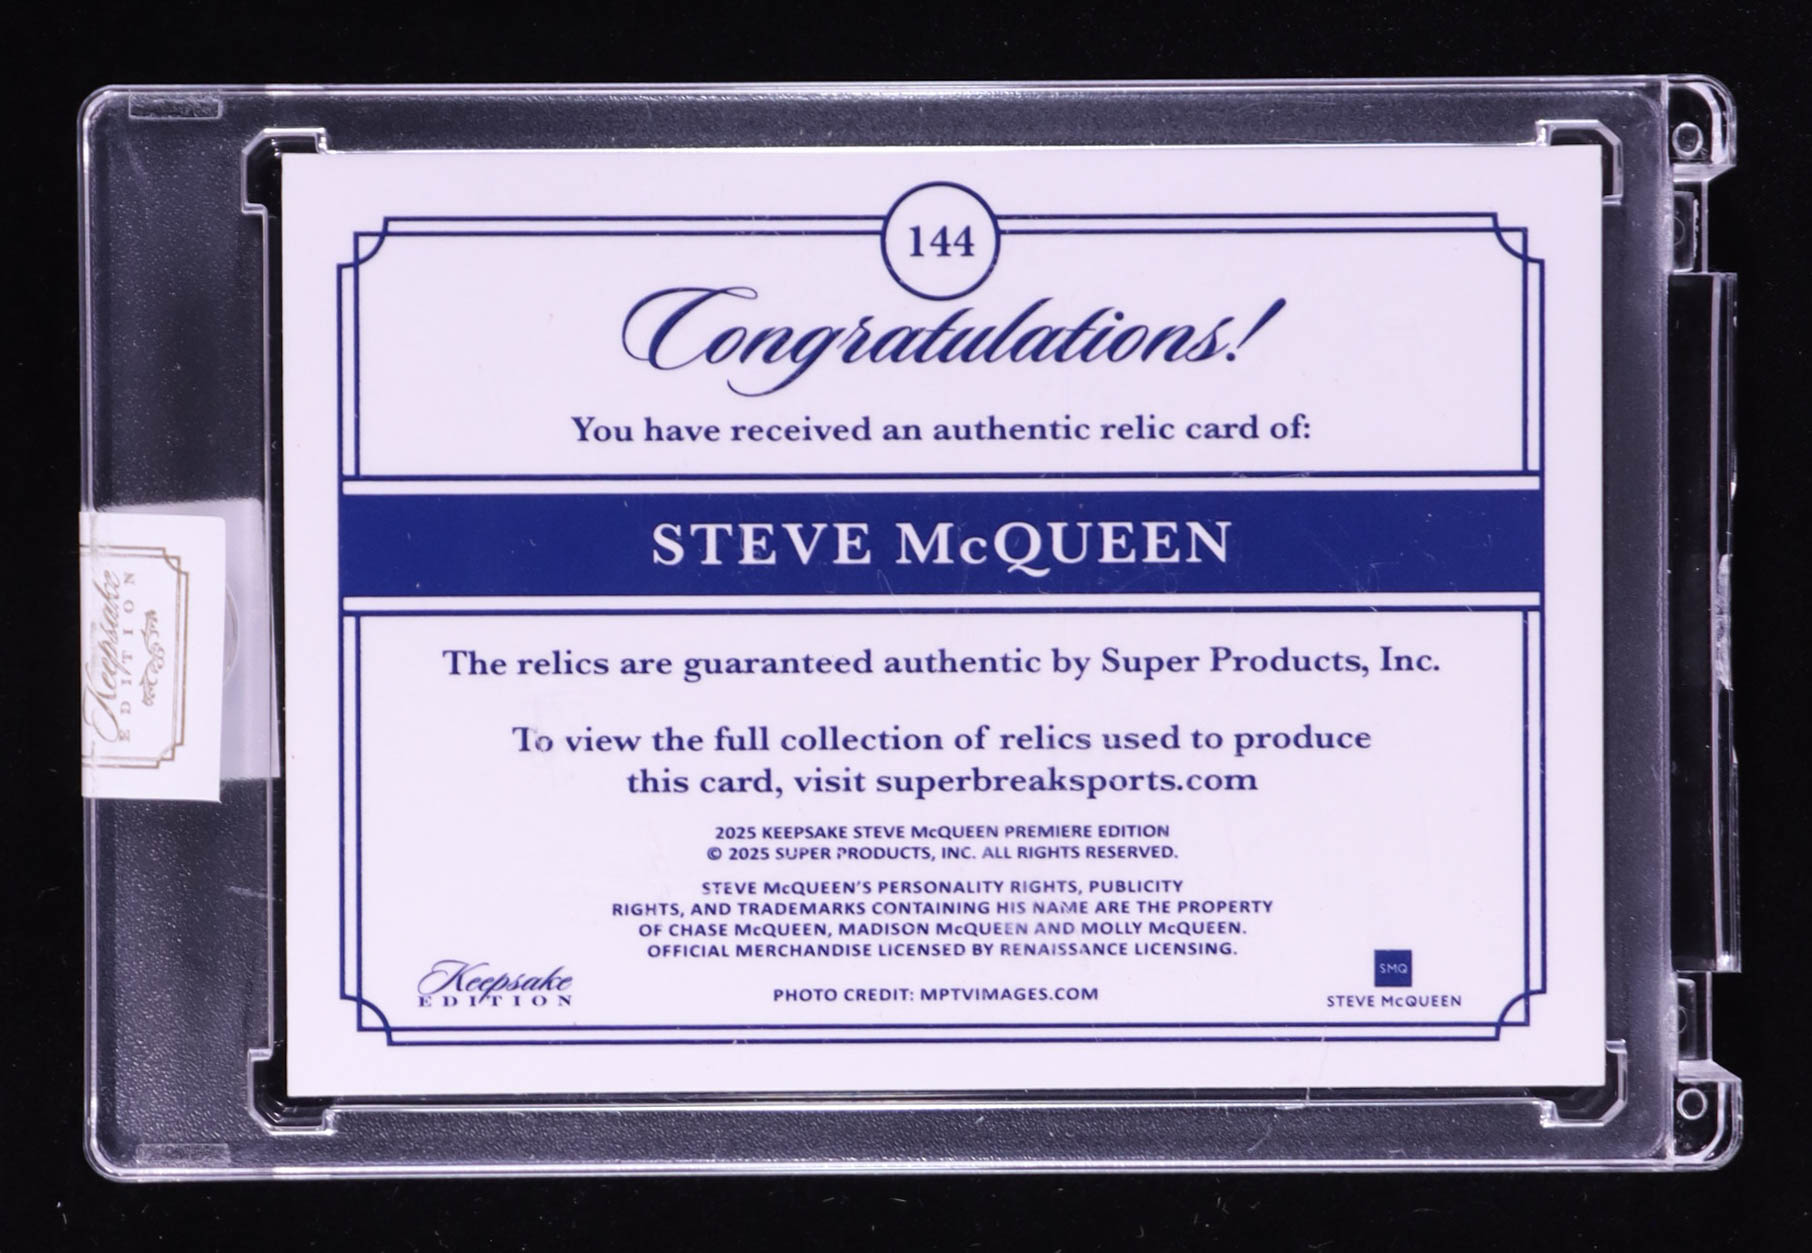 144
Congratulations!
You have received an authentic relic card of:
STEVE McQUEEN
The relics are guaranteed authentic by Super Products, Inc.
To view the full collection of relics used to produce
this card, visit superbreaksports.com
2025 KEEPSAKE STEVE McQUEEN PREMIERE EDITION
© 2025 SUPER PRODUCTS, INC. ALL RIGHTS RESERVED.
STEVE McQUEEN'S PERSONALITY RIGHTS, PUBLICITY
RIGHTS, AND TRADEMARKS CONTAINING HIS NAME ARE THE PROPERTY
OF CHASE McQUEEN, MADISON McQUEEN AND MOLLY McQUEEN.
OFFICIAL MERCHANDISE LICENSED BY RENAISSANCE LICENSING.
PHOTO CREDIT: MPTVIMAGES.COM
Keepsake
EDITION
SMQ
STEVE McQUEEN
Keepsake
EDITION